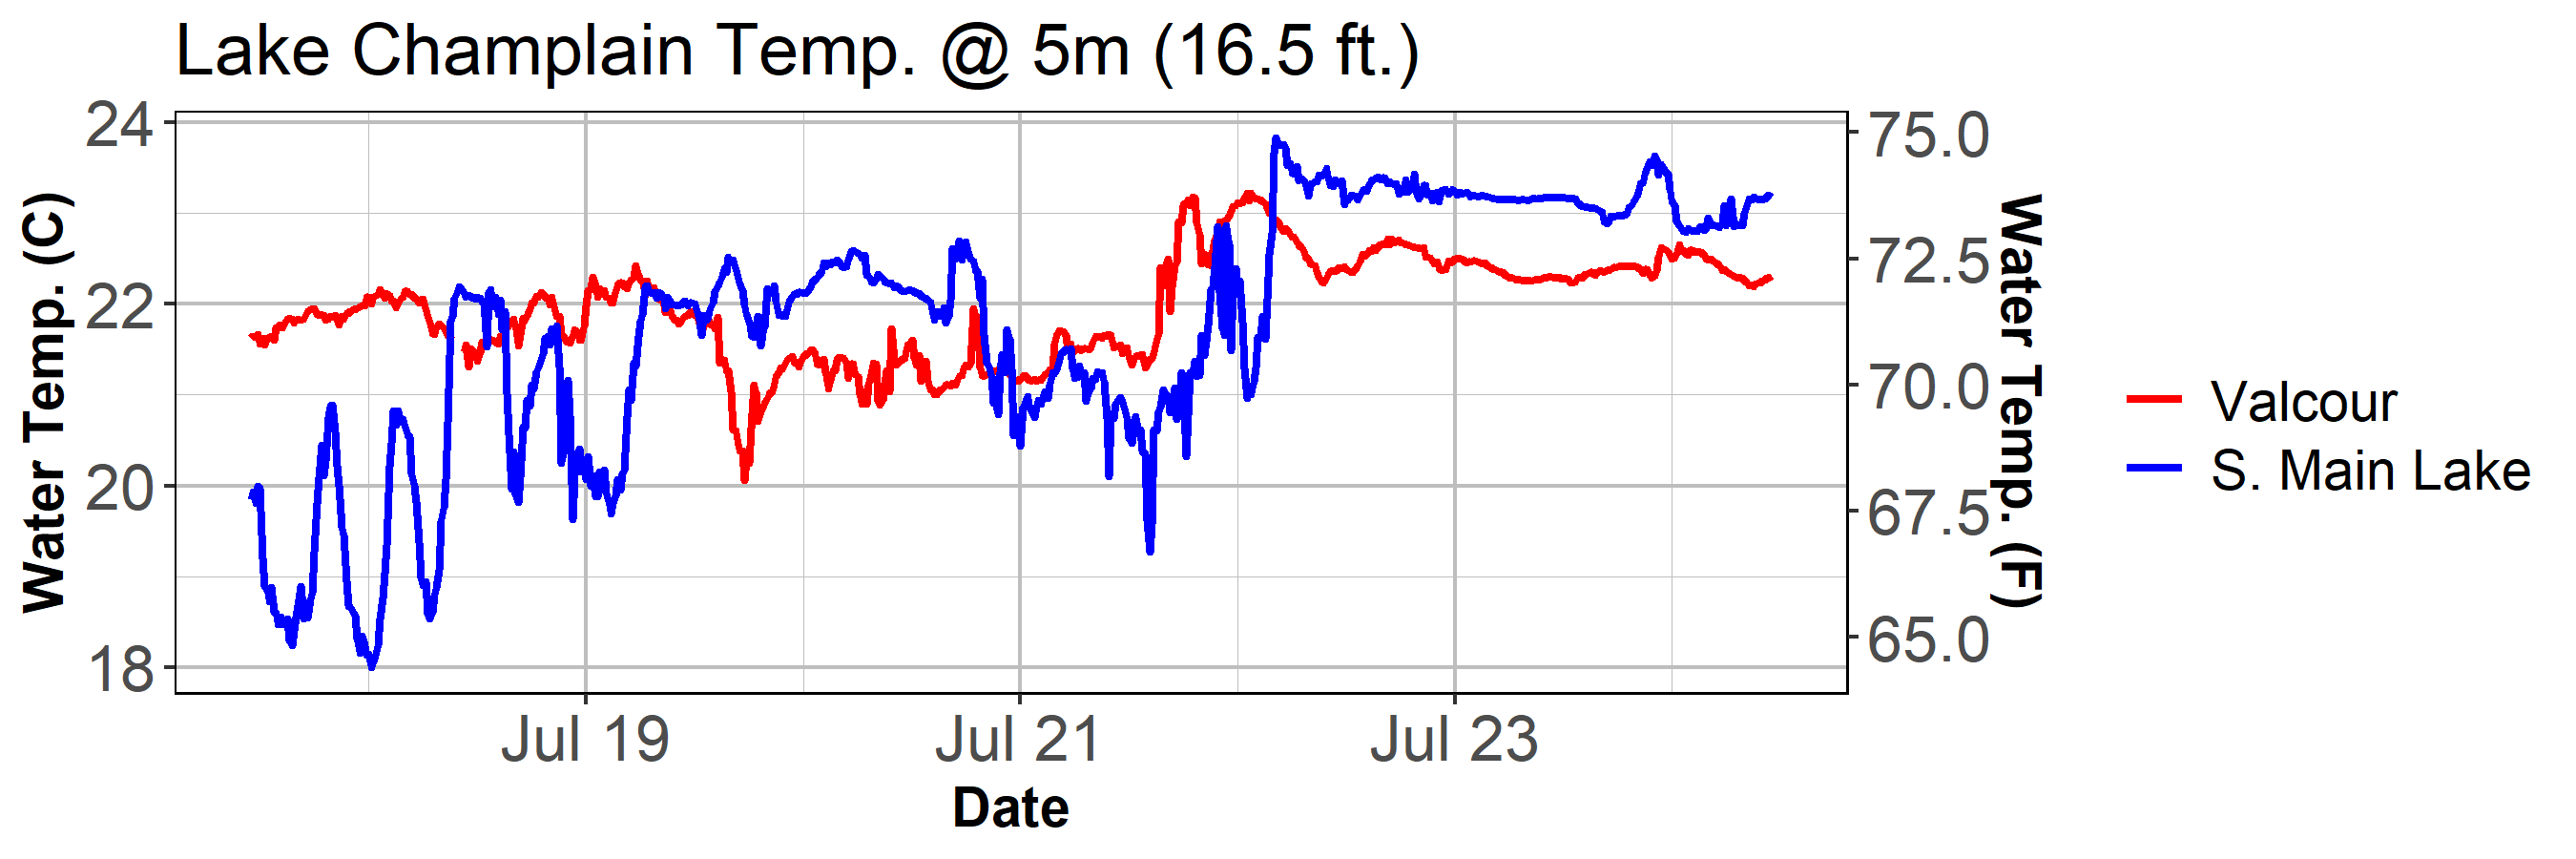 Lake Champlain Temp. @ 5m (16.5 ft.)
Water Temp. (C)
24
22
20
18
75.0
72.5
70.0
67.5
65.0
Water Temp. (F)
Jul 19
Jul 21
Jul 23
Date
Valcour
S. Main Lake